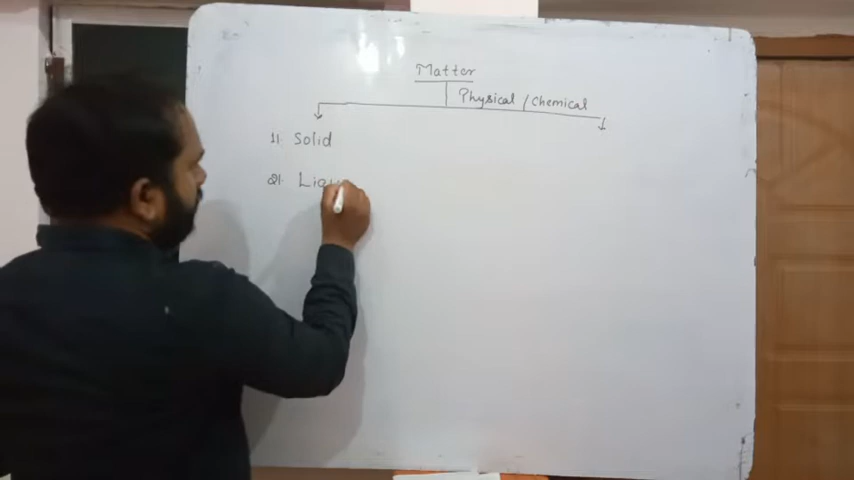 Matter
Physical / Chemical
1). Solid
2).